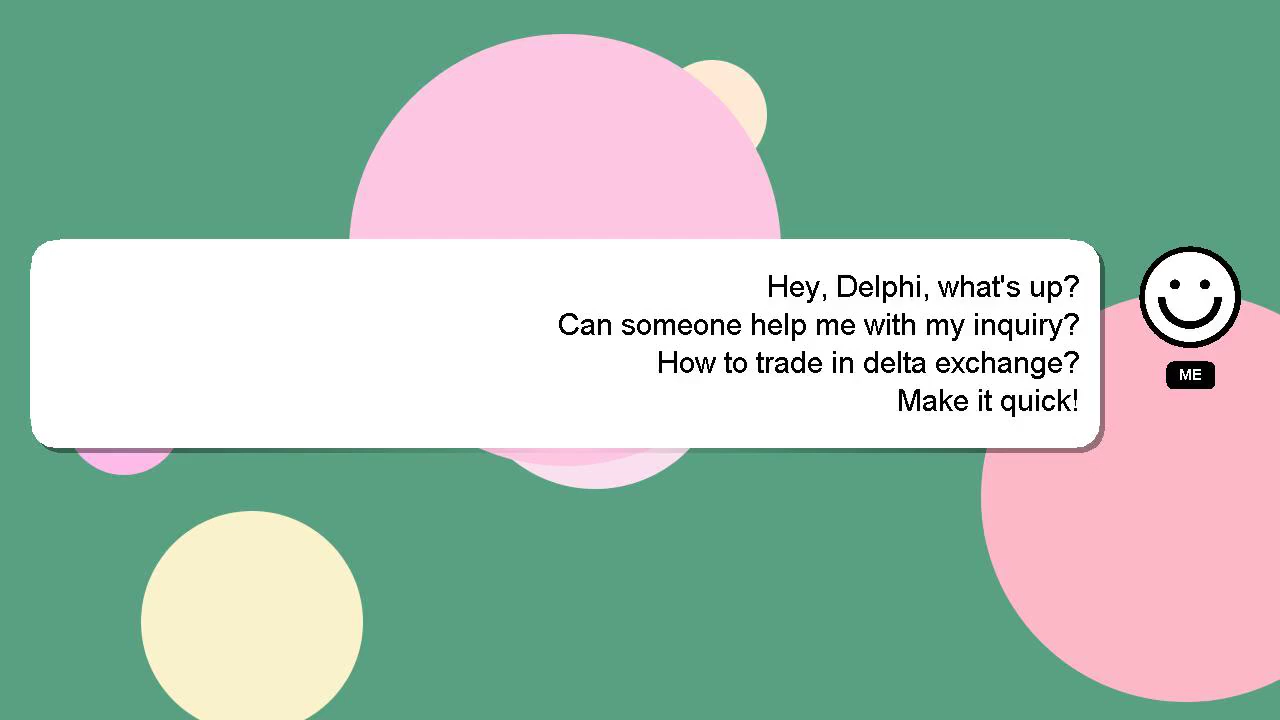 Hey, Delphi, what's up?
Can someone help me with my inquiry?
How to trade in delta exchange?
Make it quick!
ME